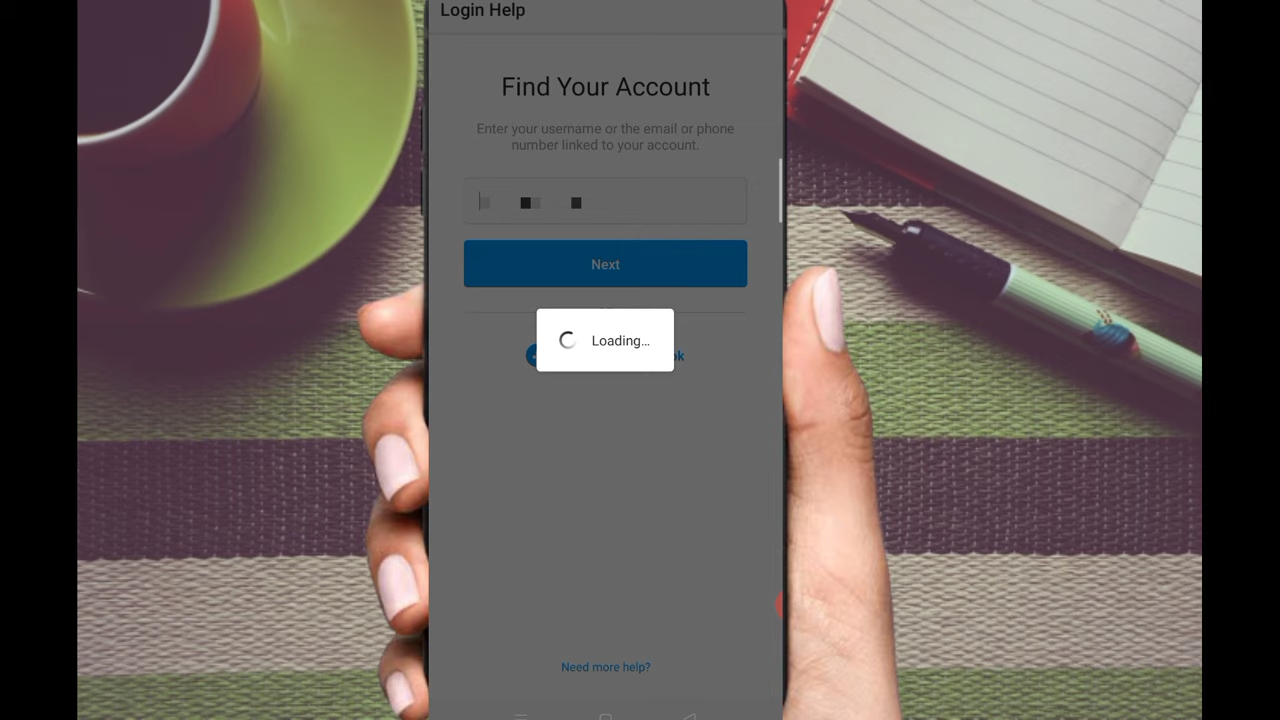 Login Help
Find Your Account
Enter your username or the email or phone
number linked to your account.
Next
Loading...
ok
Need more help?